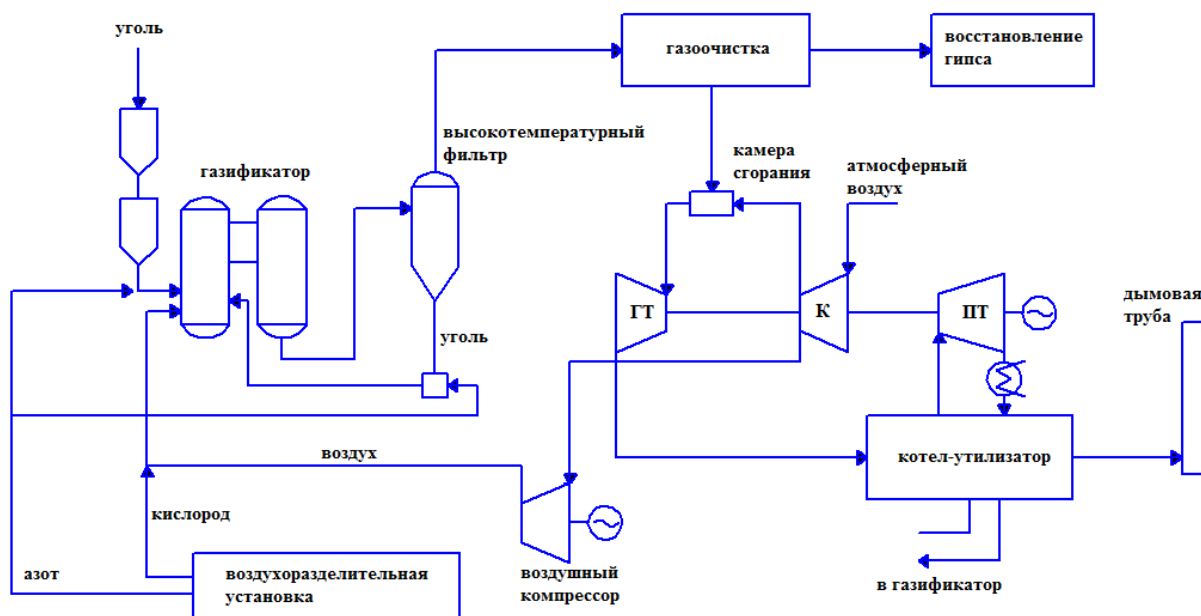 уголь
газоочистка
восстановление
гипса
высокотемпературный
фильтр
газификатор
камера
сгорания
атмосферный
воздух
ГТ
К
ПТ
дымовая
труба
уголь
воздух
котел-утилизатор
кислород
азот
воздухоразделительная
установка
воздушный
компрессор
в газификатор